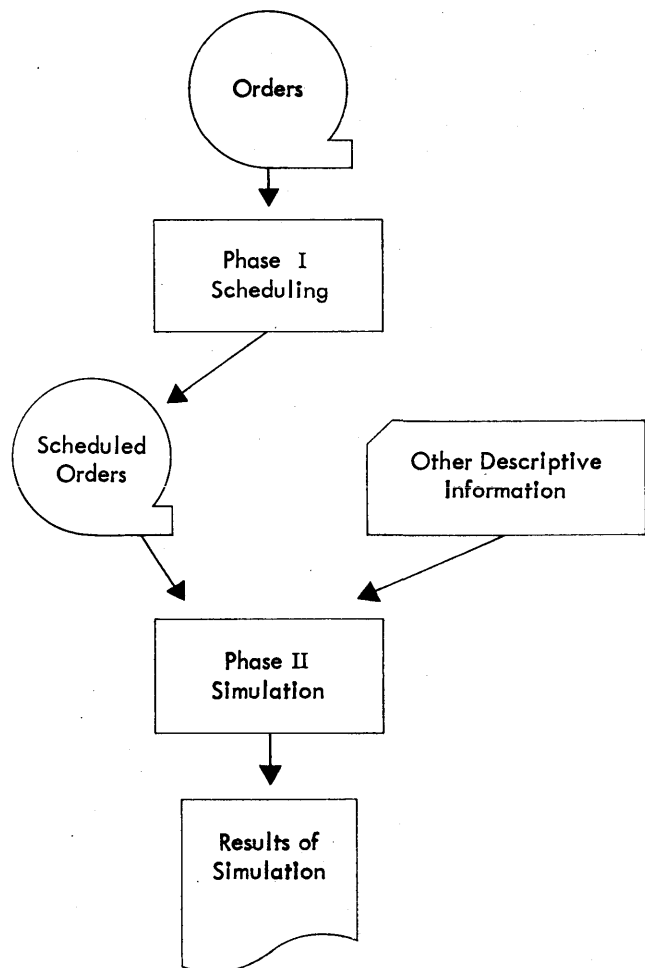 Orders
Phase I
Scheduling
Scheduled
Orders
Other Descriptive
Information
Phase II
Simulation
Results of
Simulation